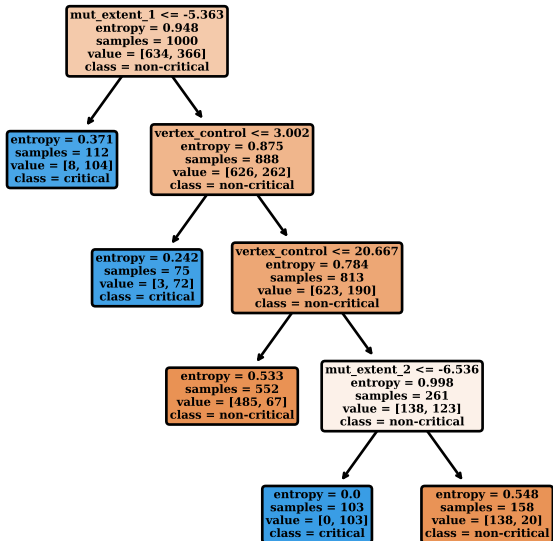 mut_extent_1 <= -5.363
entropy = 0.948
samples = 1000
value = [634, 366]
class = non-critical
entropy = 0.371
samples = 112
value = [8, 104]
class = critical
vertex_control <= 3.002
entropy = 0.875
samples = 888
value = [626, 262]
class = non-critical
entropy = 0.242
samples = 75
value = [3, 72]
class = critical
vertex_control <= 20.667
entropy = 0.784
samples = 813
value = [623, 190]
class = non-critical
entropy = 0.533
samples = 552
value = [485, 67]
class = non-critical
mut_extent_2 <= -6.536
entropy = 0.998
samples = 261
value = [138, 123]
class = non-critical
entropy = 0.0
samples = 103
value = [0, 103]
class = critical
entropy = 0.548
samples = 158
value = [138, 20]
class = non-critical